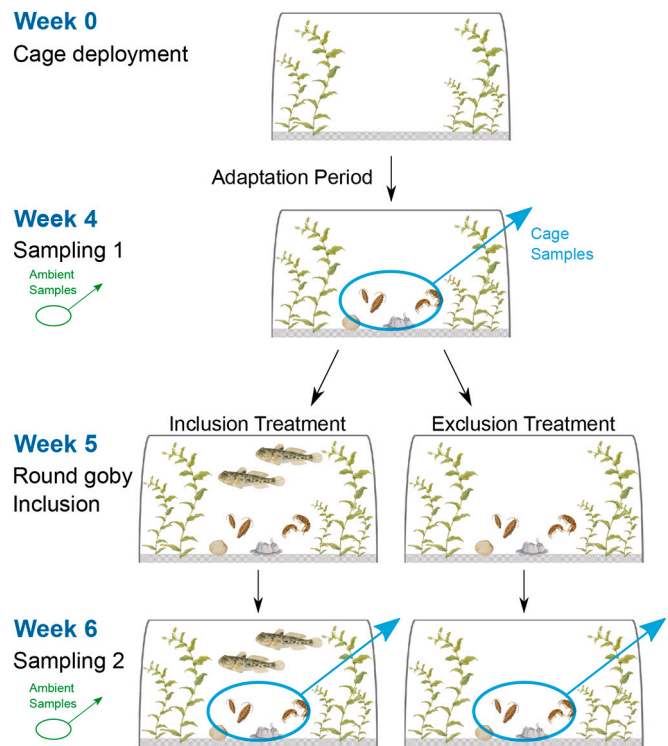 Week 0
Cage deployment
Adaptation Period
Week 4
Sampling 1
Ambient
Samples
Cage
Samples
Inclusion Treatment
Exclusion Treatment
Week 5
Round goby
Inclusion
Week 6
Sampling 2
Ambient
Samples